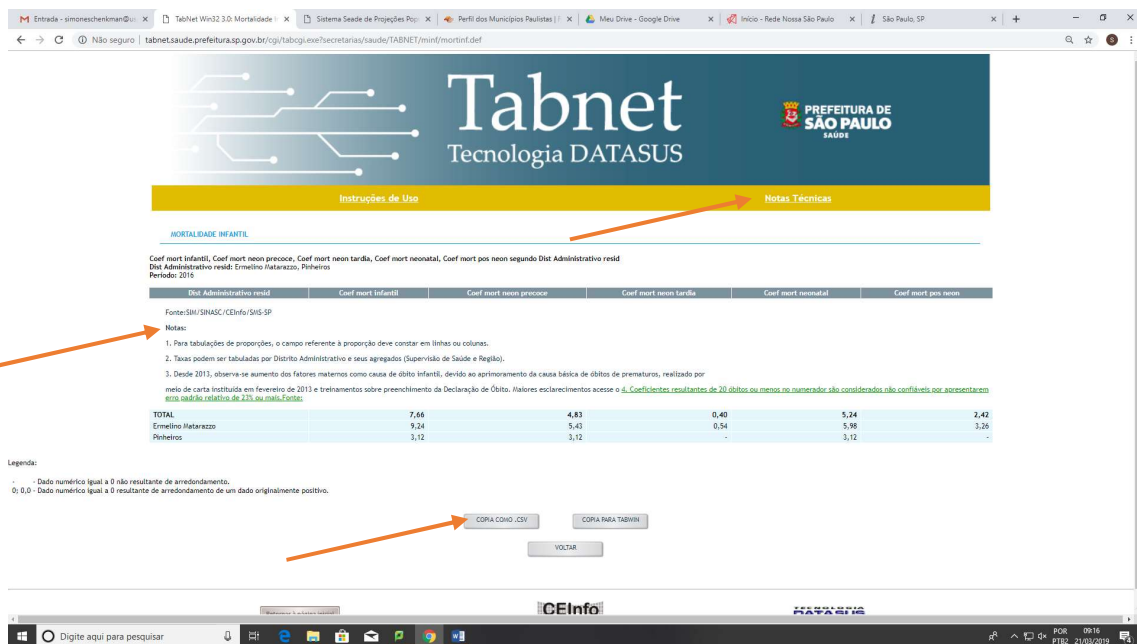 Entrada - simoneschenkman@us
TabNet Win32 3.0: Mortalidade I
Sistema Seade de Projeções Pop
Perfil dos Municípios Paulistas | F
Meu Drive - Google Drive
Início - Rede Nossa São Paulo
São Paulo, SP
Não seguro | tabnet.saude.prefeitura.sp.gov.br/cgi/tabcgi.exe?secretarias/saude/TABNET/minf/mortinf.def
Tabnet
Tecnologia DATASUS
PREFEITURA DE
SÃO PAULO
SAÚDE
Instruções de Uso
Notas Técnicas
MORTALIDADE INFANTIL
Coef mort infantil, Coef mort neon precoce, Coef mort neon tardia, Coef mort neonatal, Coef mort pos neon segundo Dist Administrativo resid
Dist Administrativo resid: Ermelino Matarazzo, Pinheiros
Período: 2016
Dist Administrativo resid Coef mort infantil Coef mort neon precoce Coef mort neon tardia Coef mort neonatal Coef mort pos neon
Fonte:SIM/SINASC/CEInfo/SMS-SP
Notas:
1. Para tabulações de proporções, o campo referente à proporção deve constar em linhas ou colunas.
2. Taxas podem ser tabuladas por Distrito Administrativo e seus agregados (Supervisão de Saúde e Região).
3. Desde 2013, observa-se aumento dos fatores maternos como causa de óbito infantil, devido ao aprimoramento da causa básica de óbitos de prematuros, realizado por
meio de carta instituída em fevereiro de 2013 e treinamentos sobre preenchimento da Declaração de Óbito. Maiores esclarecimentos acesse o 4. Coeficientes resultantes de 20 óbitos ou menos no numerador são considerados não confiáveis por apresentarem
erro padrão relativo de 23% ou mais.Fonte:
TOTAL 7,66 4,83 0,40 5,24 2,42
Ermelino Matarazzo 9,24 5,43 0,54 5,98 3,26
Pinheiros 3,12 3,12 - 3,12 -
Legenda:
- - Dado numérico igual a 0 não resultante de arredondamento.
0; 0,0 - Dado numérico igual a 0 resultante de arredondamento de um dado originalmente positivo.
COPIA COMO .CSV
COPIA PARA TABWIN
VOLTAR
CEInfo
TECNOLOGIA
DATASUS
Digite aqui para pesquisar
POR
PTB2
09:16
21/03/2019